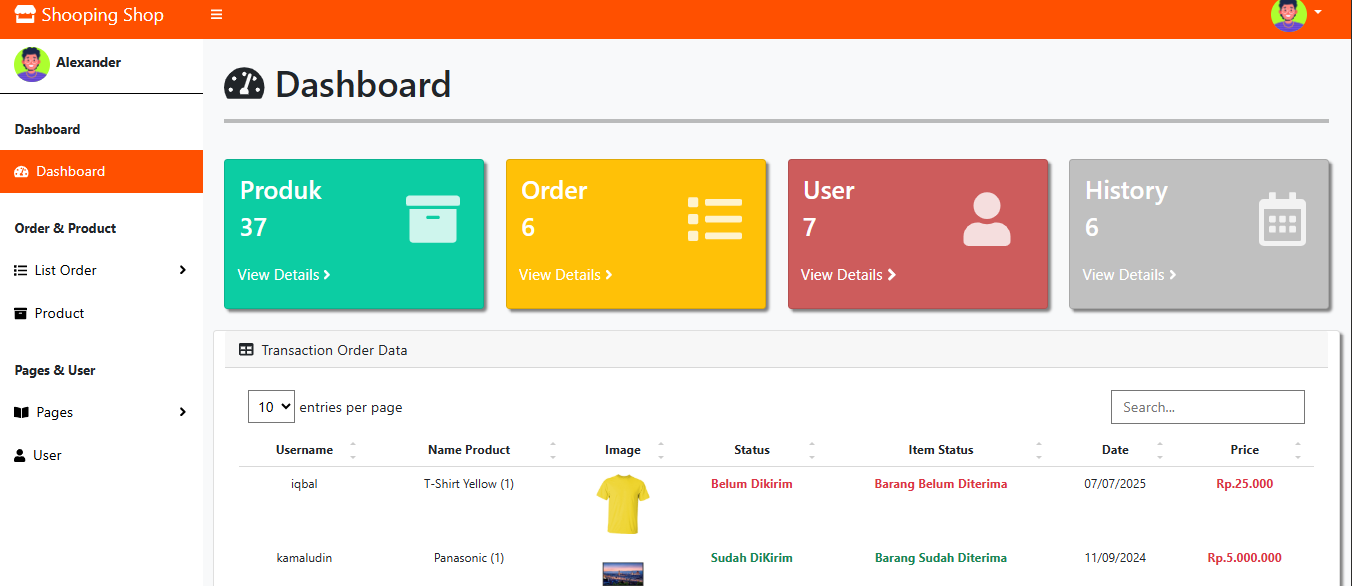 Shooping Shop
Alexander
Dashboard
Dashboard
Order & Product
List Order
Product
Pages & User
Pages
User
Dashboard
Produk
37
View Details
Order
6
View Details
User
7
View Details
History
6
View Details
Transaction Order Data
10 entries per page
Search...
Username Name Product Image Status Item Status Date Price
iqbal T-Shirt Yellow (1) Belum Dikirim Barang Belum Diterima 07/07/2025 Rp.25.000
kamaludin Panasonic (1) Sudah DiKirim Barang Sudah Diterima 11/09/2024 Rp.5.000.000